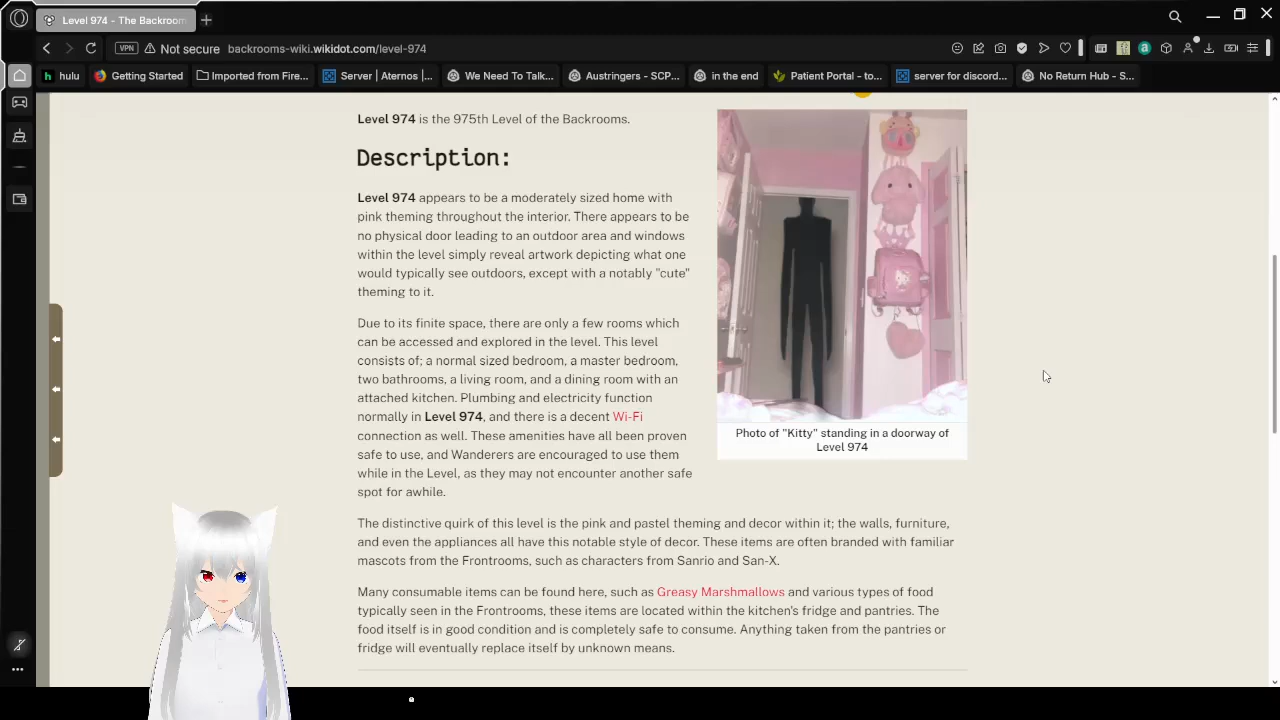 Level 974 - The Backroom
Not secure
backrooms-wiki.wikidot.com/level-974
VPN
hulu
Getting Started
Imported from Fire...
Server | Aternos |...
We Need To Talk...
Austringers - SCP...
in the end
Patient Portal - to...
server for discord...
No Return Hub - S...
Level 974 is the 975th Level of the Backrooms.
Description:
Level 974 appears to be a moderately sized home with
pink theming throughout the interior. There appears to be
no physical door leading to an outdoor area and windows
within the level simply reveal artwork depicting what one
would typically see outdoors, except with a notably "cute"
theming to it.
Due to its finite space, there are only a few rooms which
can be accessed and explored in the level. This level
consists of; a normal sized bedroom, a master bedroom,
two bathrooms, a living room, and a dining room with an
attached kitchen. Plumbing and electricity function
normally in Level 974, and there is a decent Wi-Fi
connection as well. These amenities have all been proven
safe to use, and Wanderers are encouraged to use them
while in the Level, as they may not encounter another safe
spot for awhile.
Photo of "Kitty" standing in a doorway of
Level 974
The distinctive quirk of this level is the pink and pastel theming and decor within it; the walls, furniture,
and even the appliances all have this notable style of decor. These items are often branded with familiar
mascots from the Frontrooms, such as characters from Sanrio and San-X.
Many consumable items can be found here, such as Greasy Marshmallows and various types of food
typically seen in the Frontrooms, these items are located within the kitchen's fridge and pantries. The
food itself is in good condition and is completely safe to consume. Anything taken from the pantries or
fridge will eventually replace itself by unknown means.